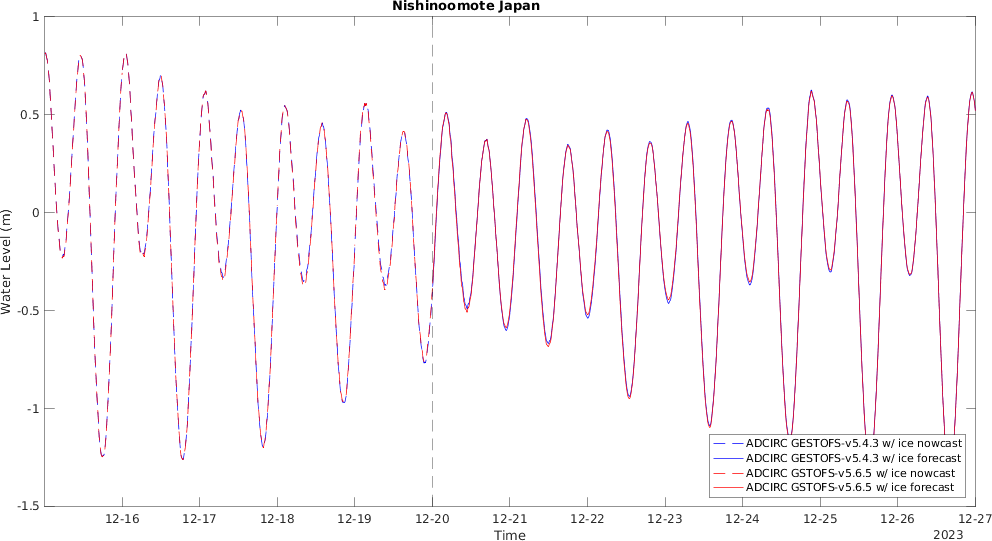 Nishinoomote Japan
1
0.5
0
-0.5
-1
-1.5
Water Level (m)
12-16 12-17 12-18 12-19 12-20 12-21 12-22 12-23 12-24 12-25 12-26 12-27
Time
2023
ADCIRC GESTOFS-v5.4.3 w/ ice nowcast
ADCIRC GESTOFS-v5.4.3 w/ ice forecast
ADCIRC GSTOFS-v5.6.5 w/ ice nowcast
ADCIRC GSTOFS-v5.6.5 w/ ice forecast